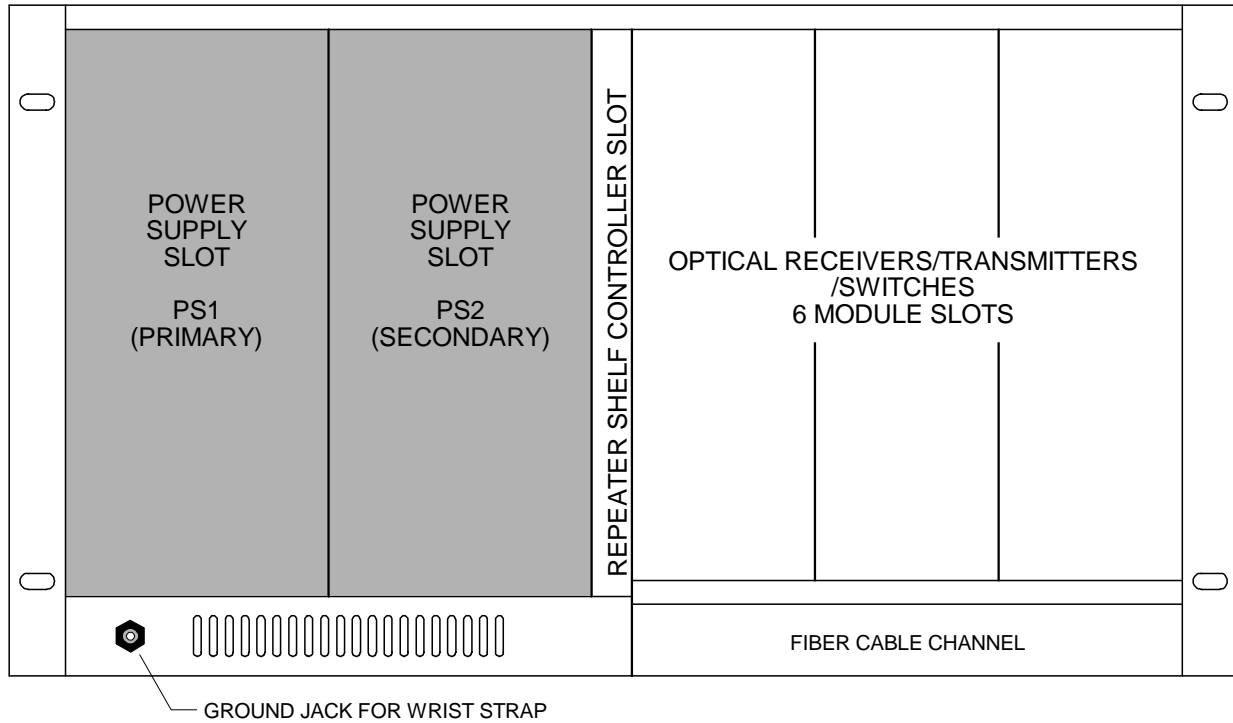 POWER
SUPPLY
SLOT
PS1
(PRIMARY)
POWER
SUPPLY
SLOT
PS2
(SECONDARY)
REPEATER SHELF CONTROLLER SLOT
OPTICAL RECEIVERS/TRANSMITTERS
/SWITCHES
6 MODULE SLOTS
FIBER CABLE CHANNEL
GROUND JACK FOR WRIST STRAP